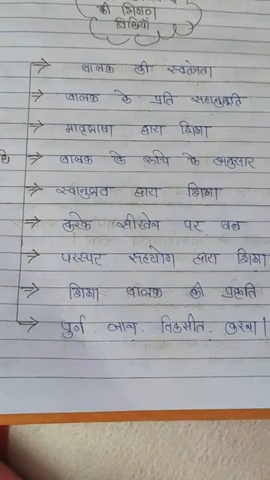 की शिक्षण
विधियाँ
बालक की स्वतंत्रता
बालक के प्रति सहानुभूति
मातृभाषा द्वारा शिक्षा
है।
बालक के रूचि के अनुसार
स्वानुभव द्वारा शिक्षा
करके सीखने पर बल
परस्पर सहयोग द्वारा शिक्षा
शिक्षा बालक की प्रकृति
पुर्ण ज्ञान विकसीत करना।